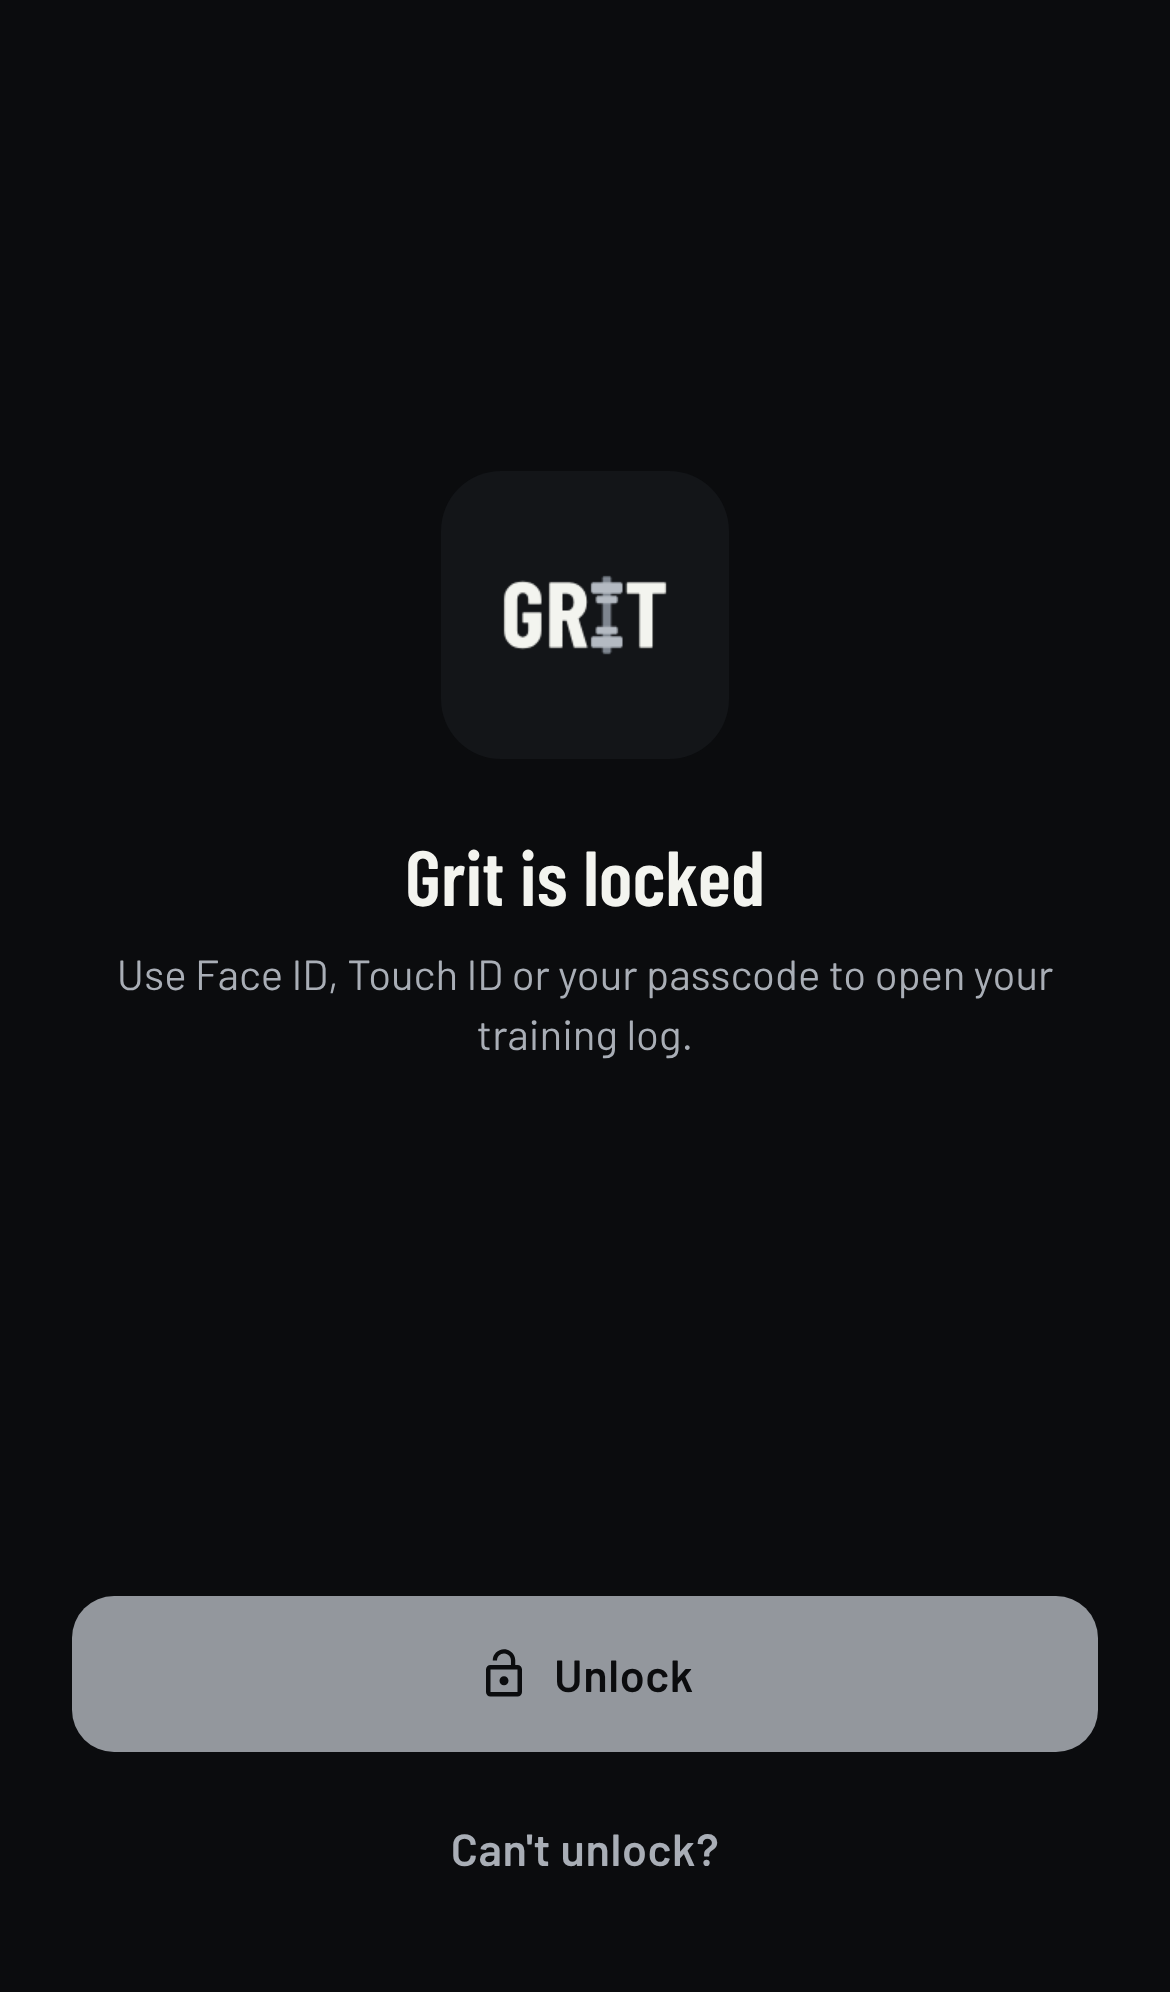 GRIT
Grit is locked
Use Face ID, Touch ID or your passcode to open your
training log.
Unlock
Can't unlock?